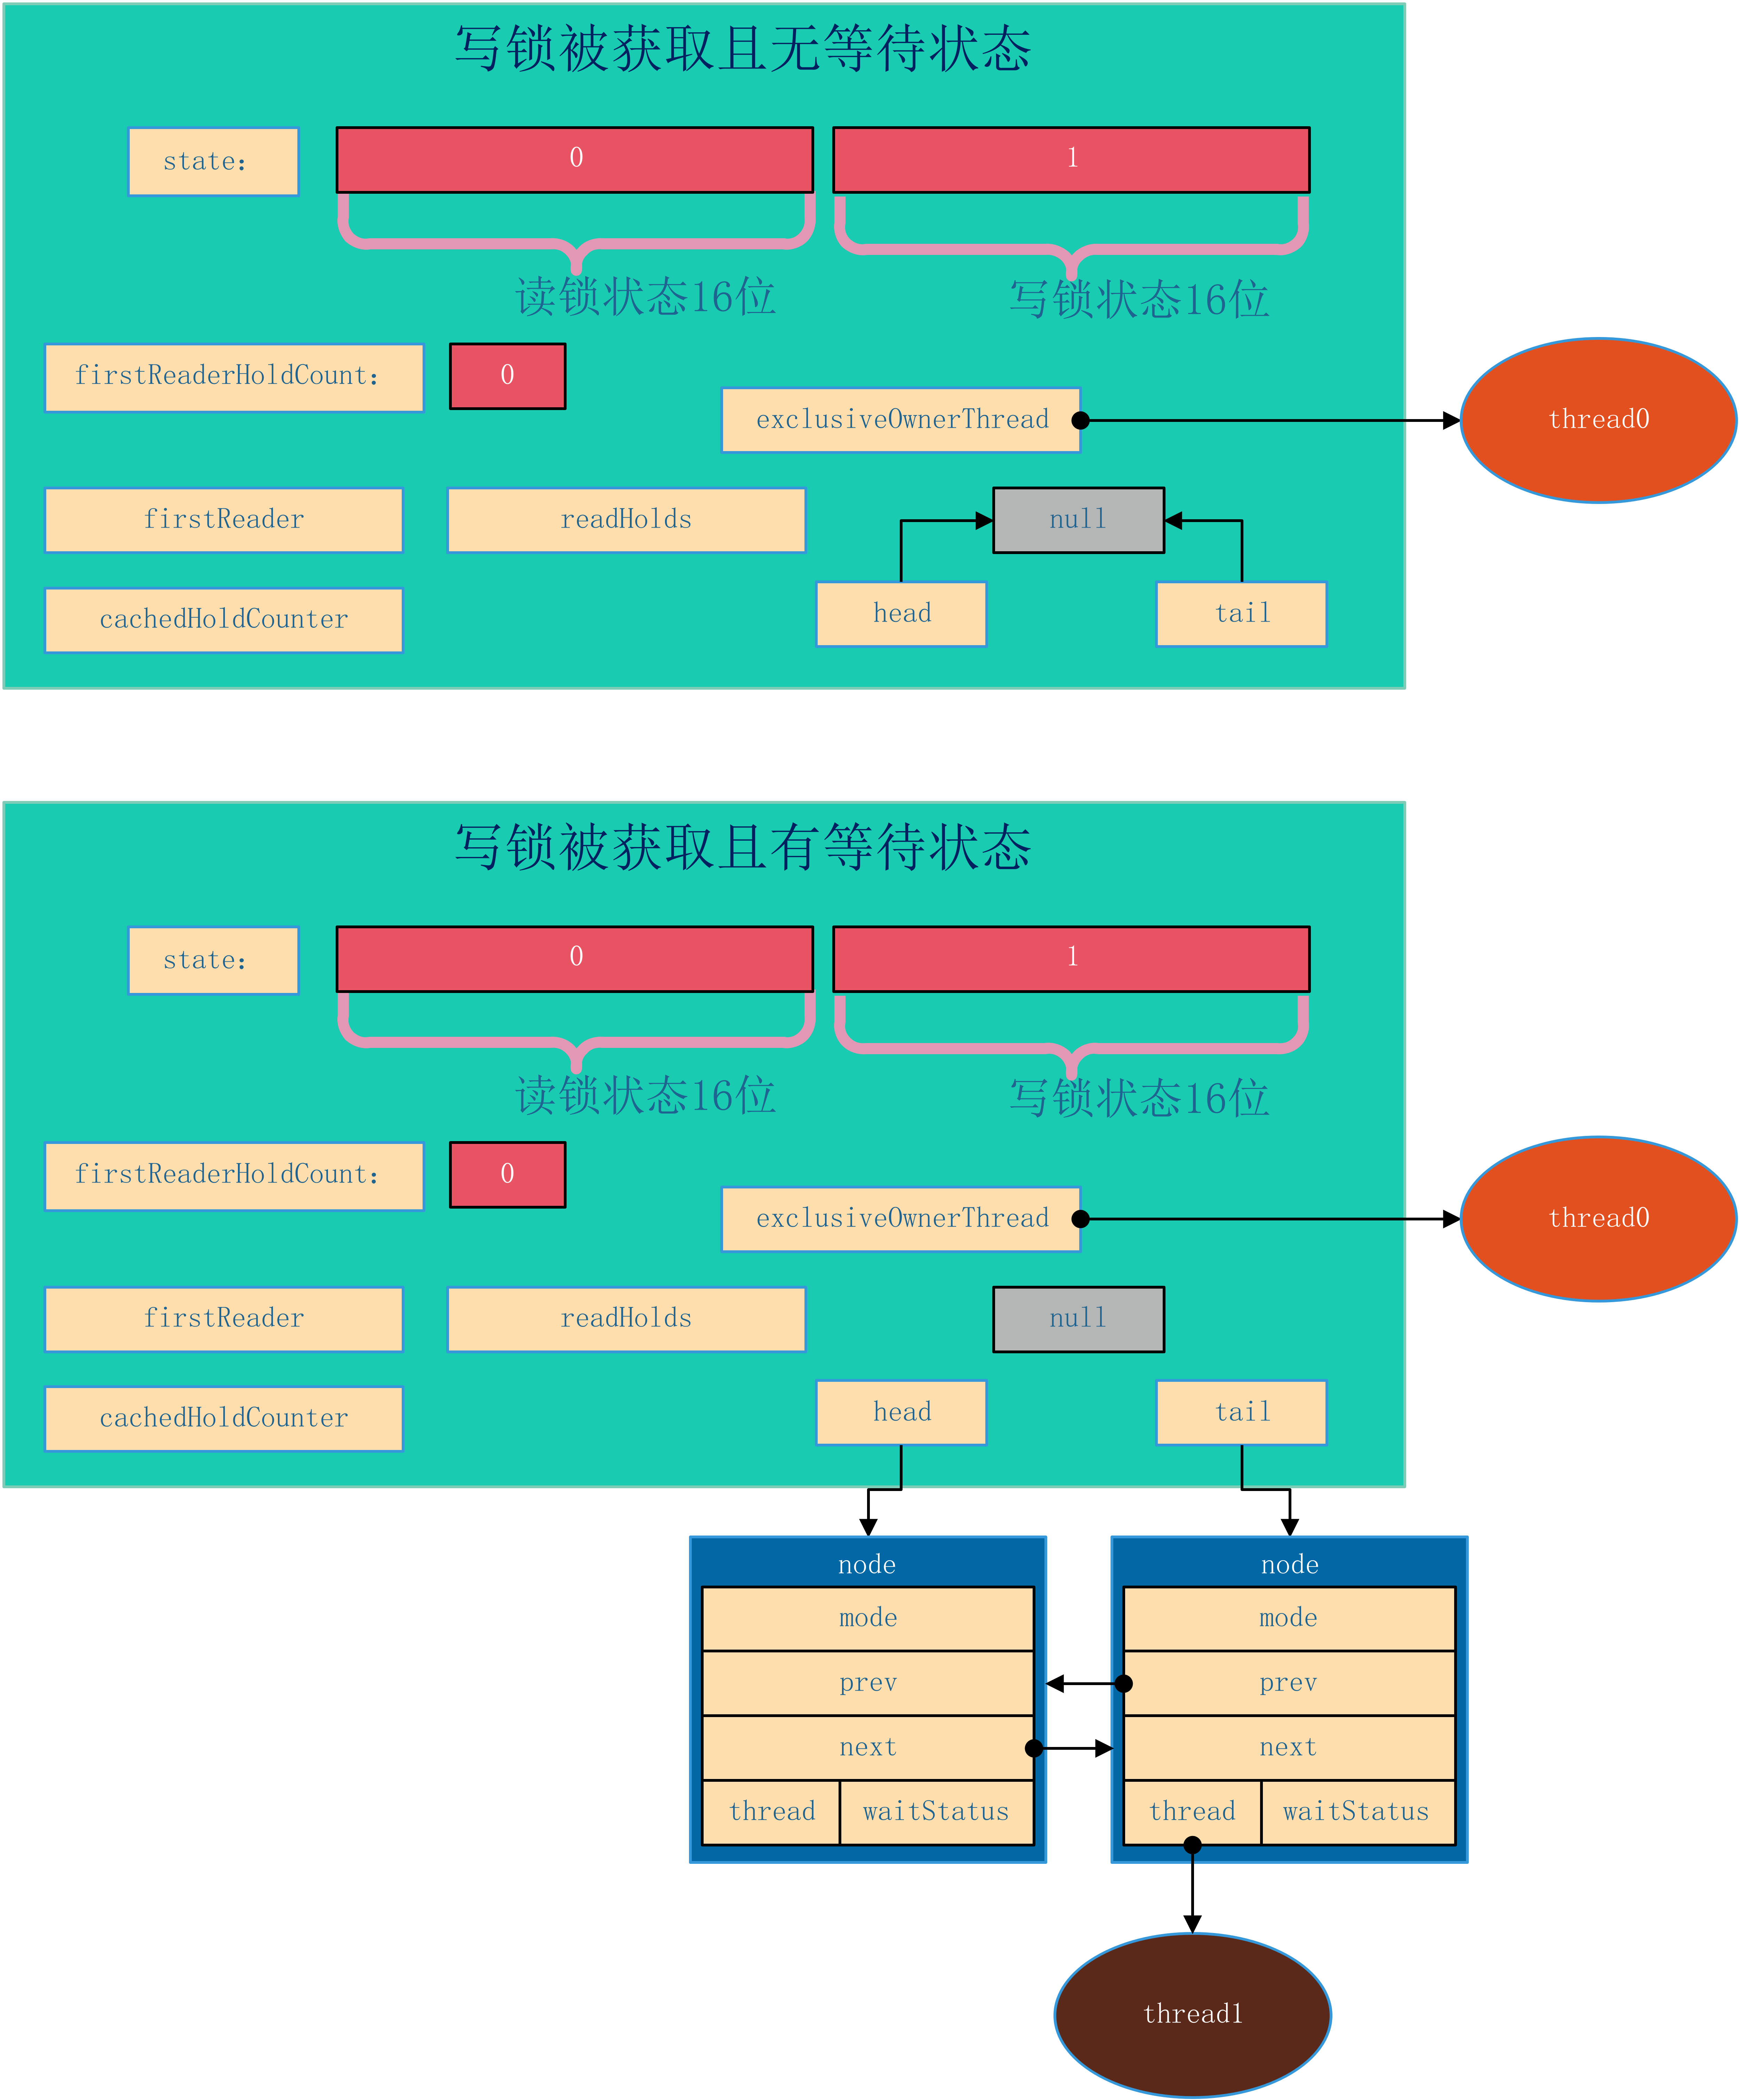 写锁被获取且无等待状态
state：
0
1
读锁状态16位
写锁状态16位
firstReaderHoldCount：
0
exclusiveOwnerThread
thread0
firstReader
readHolds
null
cachedHoldCounter
head
tail
写锁被获取且有等待状态
state：
0
1
读锁状态16位
写锁状态16位
firstReaderHoldCount：
0
exclusiveOwnerThread
thread0
firstReader
readHolds
null
cachedHoldCounter
head
tail
node
mode
prev
next
thread
waitStatus
node
mode
prev
next
thread
waitStatus
thread1